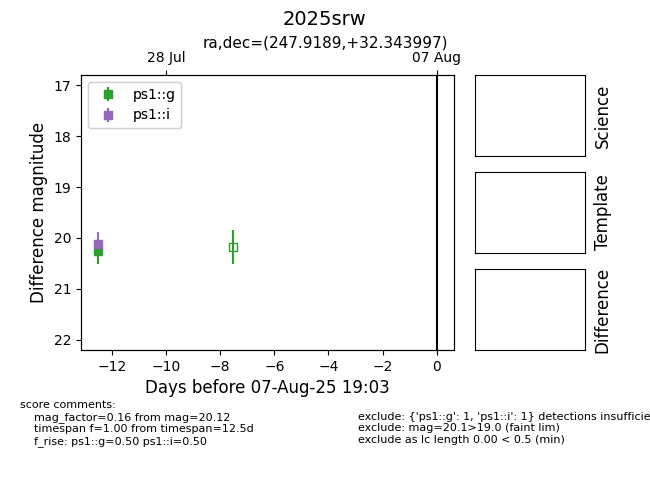 2025srw
ra,dec=(247.9189,+32.343997)
28 Jul
07 Aug
ps1::g
ps1::i
17
18
19
20
21
22
Difference magnitude
−12
−10
−8
−6
−4
−2
0
Days before 07-Aug-25 19:03
Science
Template
Difference
score comments:
mag_factor=0.16 from mag=20.12
timespan f=1.00 from timespan=12.5d
f_rise: ps1::g=0.50 ps1::i=0.50
exclude: {'ps1::g': 1, 'ps1::i': 1} detections insufficie
exclude: mag=20.1>19.0 (faint lim)
exclude as lc length 0.00 < 0.5 (min)